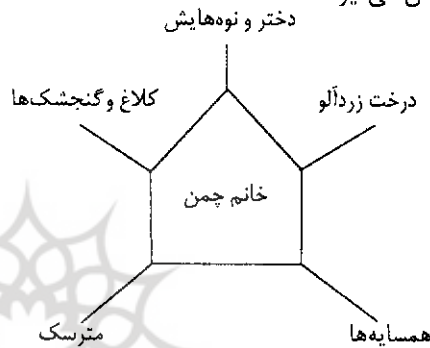 دختر و نوه‌هایش
کلاغ و گنجشک‌ها
درخت زردآلو
خانم چمن
مترسک
همسایه‌ها